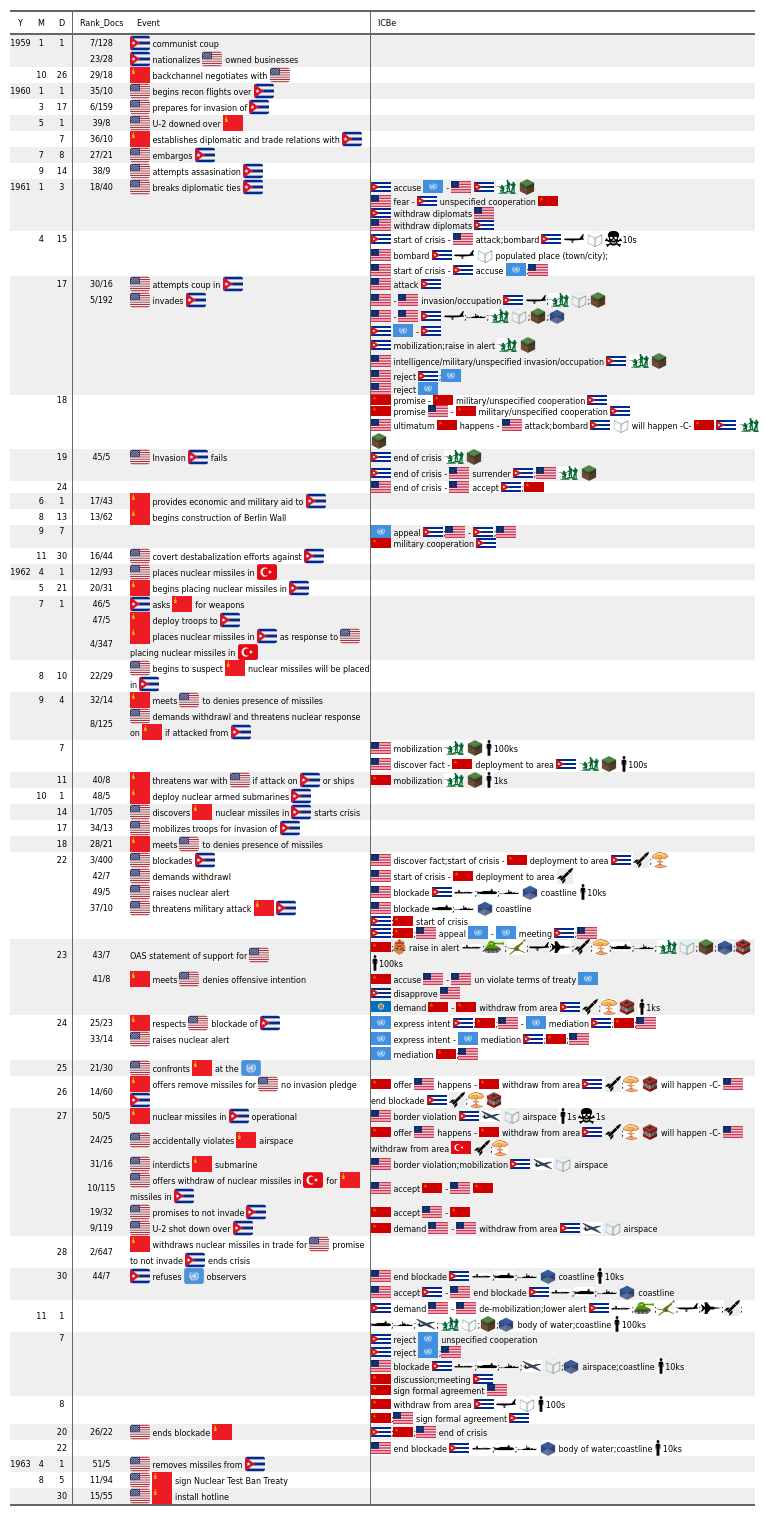 Y M D Rank_Docs Event ICBe
1959 1 1 7/128 communist coup
23/28 nationalizes owned businesses
10 26 29/18 backchannel negotiates with
1960 1 1 35/10 begins recon flights over
3 17 6/159 prepares for invasion of
5 1 39/8 U-2 downed over
7 36/10 establishes diplomatic and trade relations with
7 8 27/21 embargos
9 14 38/9 attempts assasination
1961 1 3 18/40 breaks diplomatic ties accuse -
fear - unspecified cooperation
withdraw diplomats
withdraw diplomats
4 15 start of crisis - attack;bombard 10s
bombard populated place (town/city);
start of crisis - accuse
17 30/16 attempts coup in attack
5/192 invades - invasion/occupation ; ; ;
- ; ; ; ; ;
-
mobilization;raise in alert
intelligence/military/unspecified invasion/occupation
reject ;
reject
18 promise - military/unspecified cooperation
promise - military/unspecified cooperation
ultimatum happens - attack;bombard will happen -C-
19 45/5 Invasion fails end of crisis
end of crisis - surrender ;
24 end of crisis - accept ;
6 1 17/43 provides economic and military aid to
8 13 13/62 begins construction of Berlin Wall
9 7 appeal ; - ;
military cooperation
11 30 16/44 covert destabalization efforts against
1962 4 1 12/93 places nuclear missiles in
5 21 20/31 begins placing nuclear missiles in
7 1 46/5 asks for weapons
47/5 deploy troops to
4/347 places nuclear missiles in as response to
placing nuclear missiles in
8 10 22/29 begins to suspect nuclear missiles will be placed
in
9 4 32/14 meets to denies presence of missiles
8/125 demands withdrawl and threatens nuclear response
on if attacked from
7 mobilization 100ks
discover fact - deployment to area 100s
11 40/8 threatens war with if attack on or ships mobilization 1ks
10 1 48/5 deploy nuclear armed submarines
14 1/705 discovers nuclear missiles in starts crisis
17 34/13 mobilizes troops for invasion of
18 28/21 meets to denies presence of missiles
22 3/400 blockades discover fact;start of crisis - deployment to area ;
42/7 demands withdrawl start of crisis - deployment to area
49/5 raises nuclear alert blockade ; ; 10ks coastline
37/10 threatens military attack blockade ; coastline
; start of crisis
; ; appeal - meeting ;
23 43/7 OAS statement of support for ; raise in alert ; ; ; ; ; ; ; ; ; ; ; ; ;
100ks
41/8 meets denies offensive intention accuse - un violate terms of treaty
disapprove
demand - withdraw from area ; 1ks
24 25/23 respects blockade of express intent ; ; - mediation ; ;
33/14 raises nuclear alert express intent - mediation ; ;
mediation ;
25 21/30 confronts at the
26 14/60 offers remove missiles for no invasion pledge offer happens - withdraw from area ; ; will happen -C-
end blockade ; ;
27 50/5 nuclear missiles in operational border violation airspace 1s 1s
24/25 accidentally violates airspace offer happens - withdraw from area ; ; will happen -C-
withdraw from area ;
31/16 interdicts submarine border violation;mobilization airspace
10/115 offers withdraw of nuclear missiles in for accept -
missiles in
19/32 promises to not invade accept -
9/119 U-2 shot down over demand - withdraw from area airspace
28 2/647 withdraws nuclear missiles in trade for promise
to not invade ends crisis
30 44/7 refuses observers end blockade ; ; coastline 10ks
accept - end blockade ; ; coastline
11 1 demand - de-mobilization;lower alert ; ; ; ; ; ;
; ; ; ; ; ; body of water;coastline 100ks
7 reject unspecified cooperation
reject ;
blockade ; ; ; ; airspace;coastline 10ks
discussion;meeting
sign formal agreement
8 withdraw from area 100s
; sign formal agreement
20 26/22 ends blockade ; ; end of crisis
22 end blockade ; ; body of water;coastline 10ks
1963 4 1 51/5 removes missiles from
8 5 11/94 sign Nuclear Test Ban Treaty
30 15/55 install hotline